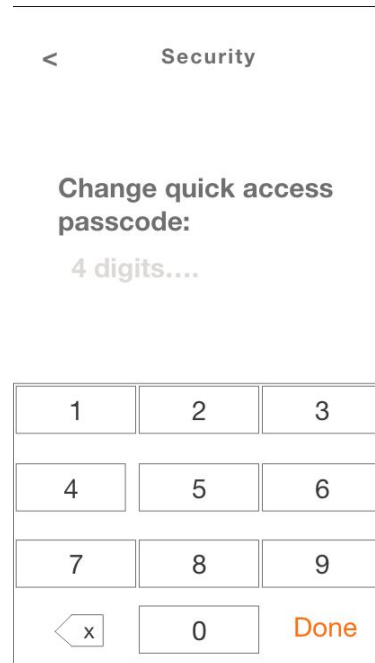 < Security
Change quick access
passcode:
4 digits....
1 2 3
4 5 6
7 8 9
x 0 Done